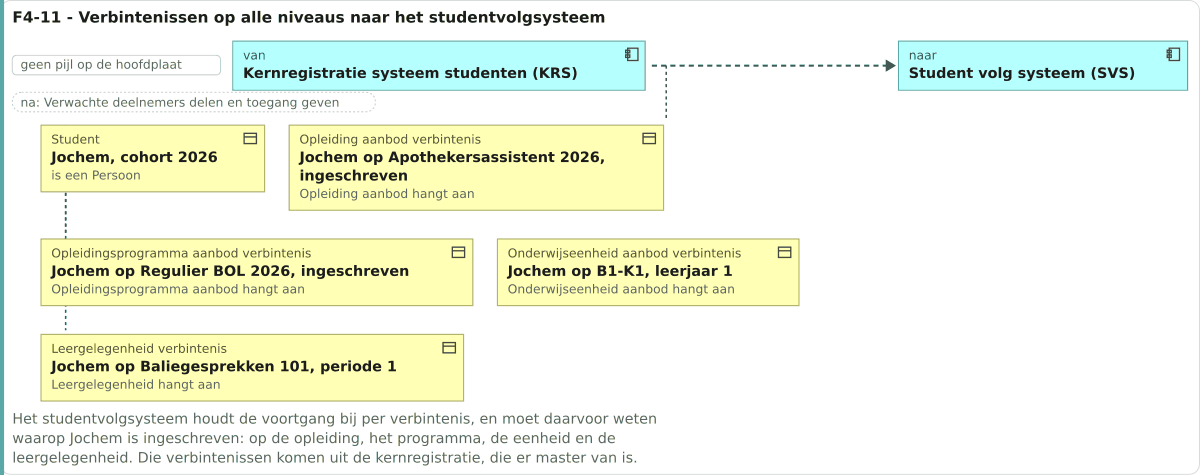 F4-11 - Verbintenissen op alle niveaus naar het studentvolgsysteem
geen pijl op de hoofdplaat
van
Kernregistratie systeem studenten (KRS)
naar
Student volg systeem (SVS)
na: Verwachte deelnemers delen en toegang geven
Student
Jochem, cohort 2026
is een Persoon
Opleiding aanbod verbintenis
Jochem op Apothekersassistent 2026,
ingeschreven
Opleiding aanbod hangt aan
Opleidingsprogramma aanbod verbintenis
Jochem op Regulier BOL 2026, ingeschreven
Opleidingsprogramma aanbod hangt aan
Onderwijseenheid aanbod verbintenis
Jochem op B1-K1, leerjaar 1
Onderwijseenheid aanbod hangt aan
Leergelegenheid verbintenis
Jochem op Baliegesprekken 101, periode 1
Leergelegenheid hangt aan
Het studentvolgsysteem houdt de voortgang bij per verbintenis, en moet daarvoor weten
waarop Jochem is ingeschreven: op de opleiding, het programma, de eenheid en de
leergelegenheid. Die verbintenissen komen uit de kernregistratie, die er master van is.